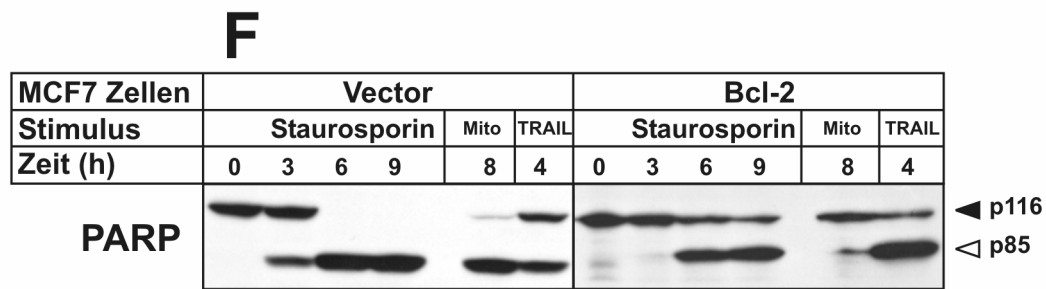 F
MCF7 Zellen Vector Bcl-2
Stimulus Staurosporin Mito TRAIL Staurosporin Mito TRAIL
Zeit (h) 0 3 6 9 8 4 0 3 6 9 8 4
p116
PARP
p85